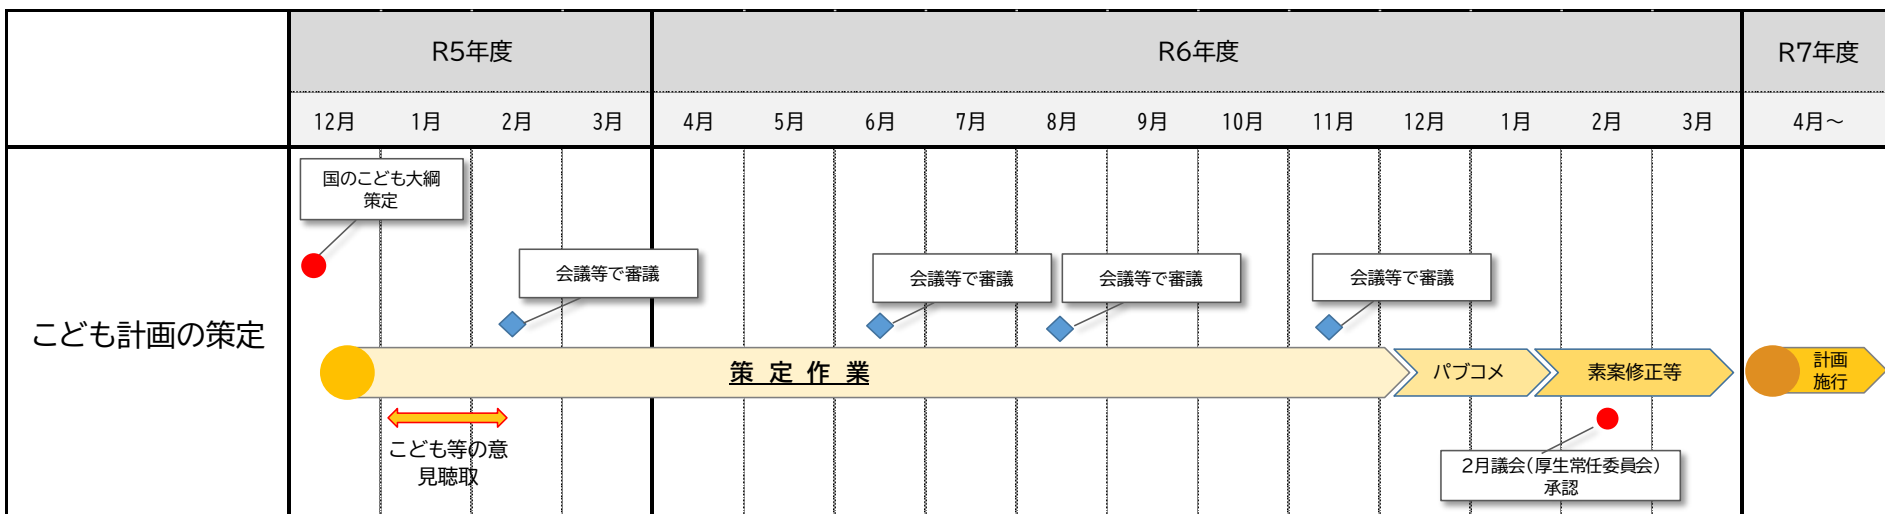 R5年度
R6年度
R7年度
12月
1月
2月
3月
4月
5月
6月
7月
8月
9月
10月
11月
12月
1月
2月
3月
4月～
こども計画の策定
国のこども大綱
策定
会議等で審議
会議等で審議
会議等で審議
会議等で審議
策定作業
パブコメ
素案修正等
計画
施行
こども等の意
見聴取
2月議会（厚生常任委員会）
承認